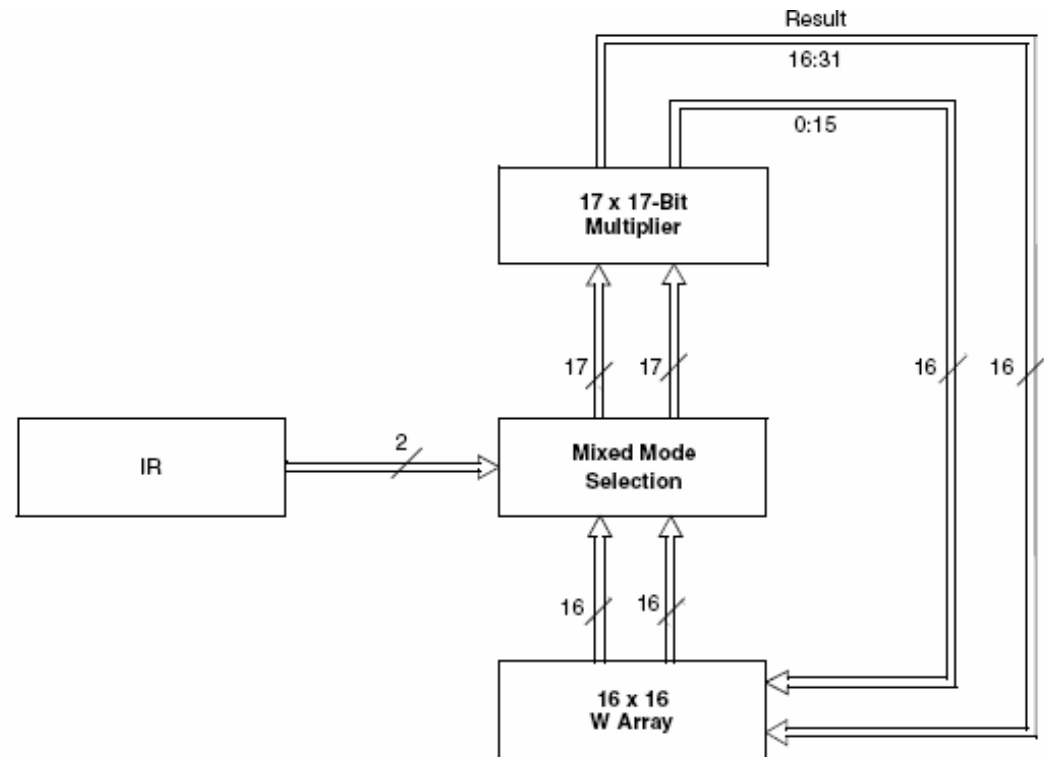 Result
16:31
0:15
17 x 17-Bit
Multiplier
17
17
16
16
IR
2
Mixed Mode
Selection
16
16
16 x 16
W Array